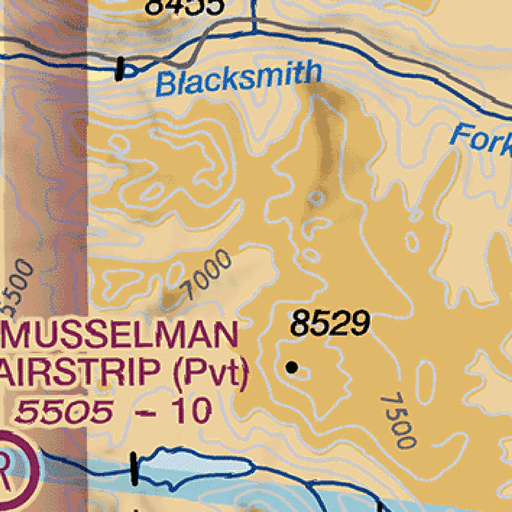 8455
Blacksmith
Fork
7000
5500
8529
MUSSELMAN
AIRSTRIP (Pvt)
5505 - 10
7500
R